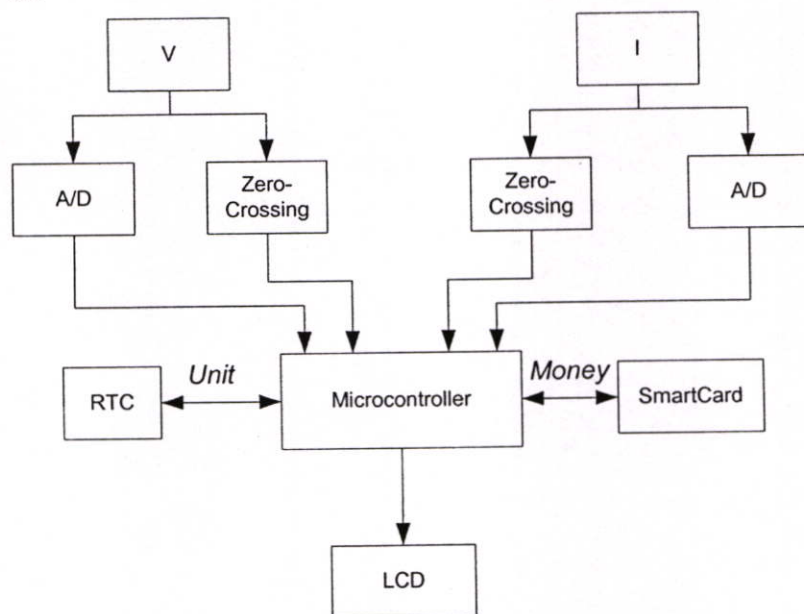 V
I
A/D
Zero-
Crossing
Zero-
Crossing
A/D
RTC
Unit
Microcontroller
Money
SmartCard
LCD